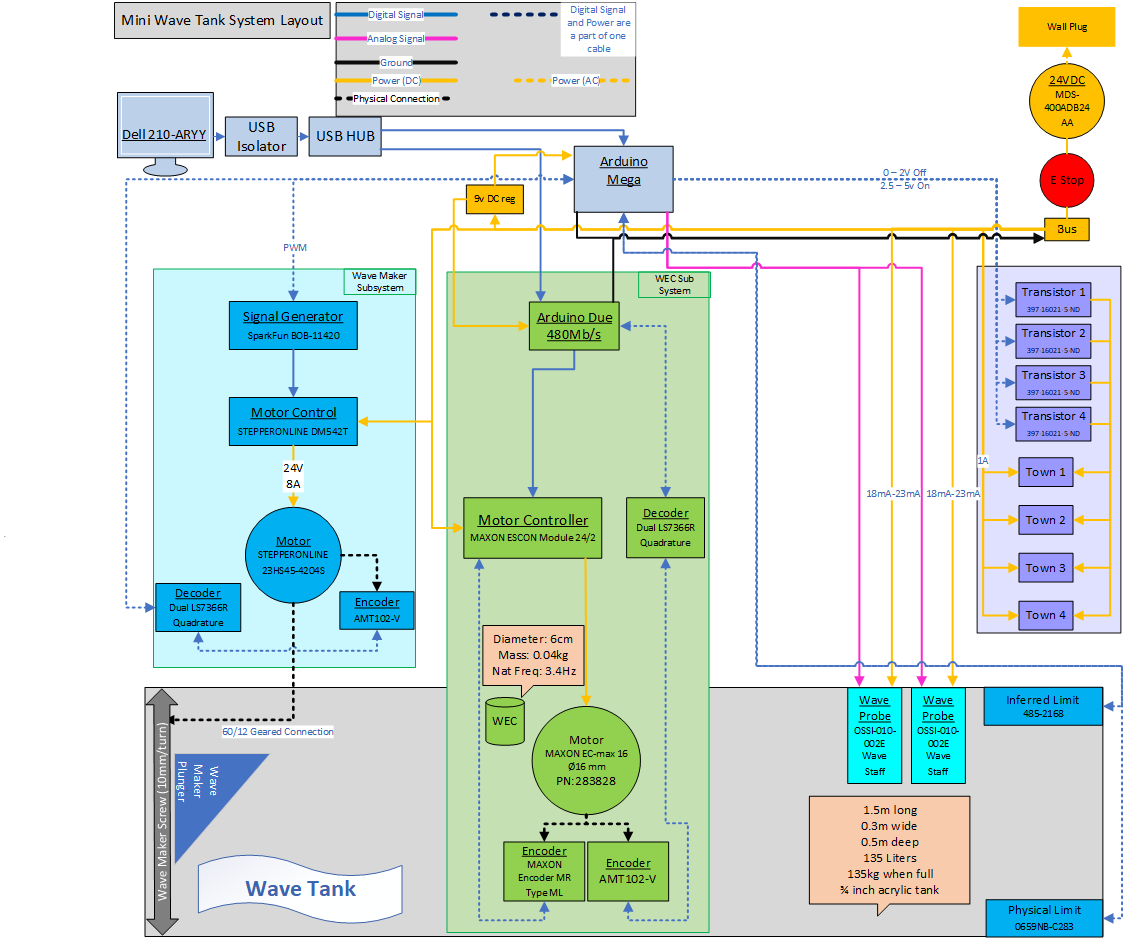 Mini Wave Tank System Layout
Digital Signal
Analog Signal
Ground
Power (DC)
Physical Connection
Digital Signal
and Power are
a part of one
cable
Power (AC)
Wall Plug
24VDC
MDS-
400ADB24
AA
E Stop
3us
Dell 210-ARYY
USB
Isolator
USB HUB
Arduino
Mega
9v DC reg
0 – 2V Off
2.5 – 5v On
PWM
Wave Maker
Subsystem
Signal Generator
SparkFun BOB-11420
Motor Control
STEPPERONLINE DM542T
24V
8A
Motor
STEPPERONLINE
23HS45-4204S
Decoder
Dual LS7366R
Quadrature
Encoder
AMT102-V
WEC Sub
System
Arduino Due
480Mb/s
Motor Controller
MAXON ESCON Module 24/2
Decoder
Dual LS7366R
Quadrature
Diameter: 6cm
Mass: 0.04kg
Nat Freq: 3.4Hz
WEC
Motor
MAXON EC-max 16
Ø16 mm
PN:283828
Encoder
MAXON
Encoder MR
Type ML
Encoder
AMT102-V
Transistor 1
397-16021-5-ND
Transistor 2
397-16021-5-ND
Transistor 3
397-16021-5-ND
Transistor 4
397-16021-5-ND
1A
Town 1
Town 2
Town 3
Town 4
18mA-23mA
18mA-23mA
Wave
Probe
OSSI-010-
002E
Wave
Staff
Wave
Probe
OSSI-010-
002E
Wave
Staff
Inferred Limit
485-2168
60/12 Geared Connection
Wave Maker Screw (10mm/turn)
Wave
Maker
Plunger
Wave Tank
1.5m long
0.3m wide
0.5m deep
135 Liters
135kg when full
¾ inch acrylic tank
Physical Limit
0659NB-C283